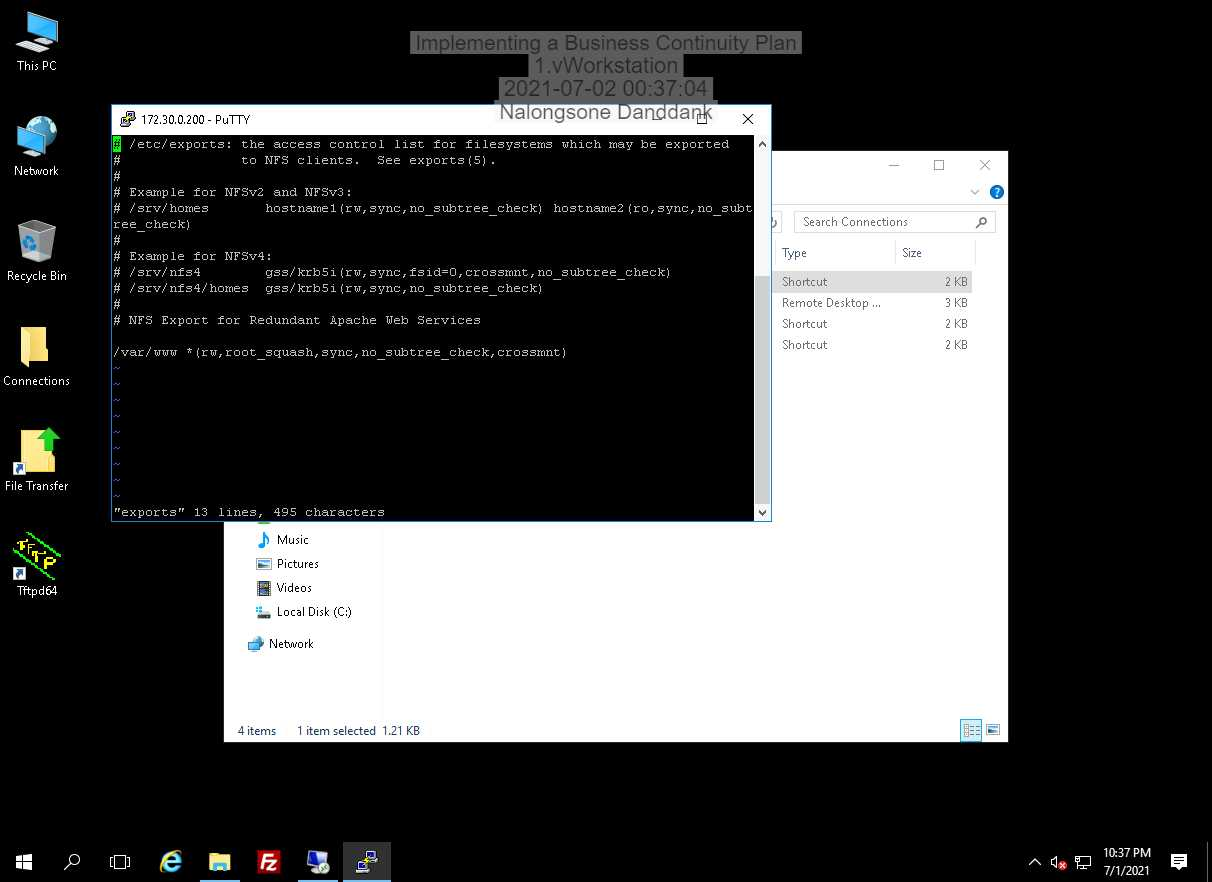 Implementing a Business Continuity Plan
1.vWorkstation
2021-07-02 00:37:04
Nalongsone Danddank
This PC
Network
Recycle Bin
Connections
File Transfer
TFTP
Tftpd64
172.30.0.200 - PuTTY
# /etc/exports: the access control list for filesystems which may be exported
#               to NFS clients.  See exports(5).
#
# Example for NFSv2 and NFSv3:
# /srv/homes       hostname1(rw,sync,no_subtree_check) hostname2(ro,sync,no_subt
ree_check)
#
# Example for NFSv4:
# /srv/nfs4        gss/krb5i(rw,sync,fsid=0,crossmnt,no_subtree_check)
# /srv/nfs4/homes  gss/krb5i(rw,sync,no_subtree_check)
#
# NFS Export for Redundant Apache Web Services
/var/www *(rw,root_squash,sync,no_subtree_check,crossmnt)
~
~
~
~
~
~
~
~
~
"exports" 13 lines, 495 characters
?
Search Connections
Type Size
Shortcut 2 KB
Remote Desktop ... 3 KB
Shortcut 2 KB
Shortcut 2 KB
Music
Pictures
Videos
Local Disk (C:)
Network
4 items 1 item selected 1.21 KB
Fz
10:37 PM
7/1/2021